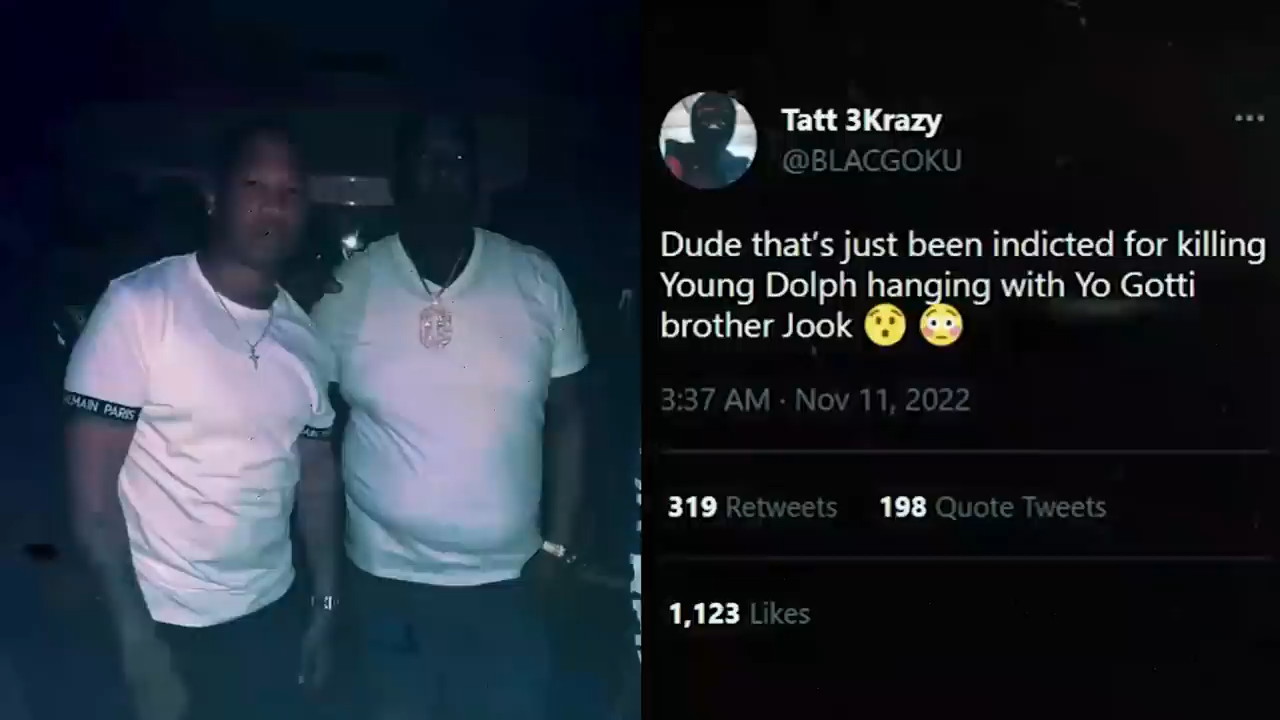 Tatt 3Krazy
@BLACGOKU
Dude that's just been indicted for killing
Young Dolph hanging with Yo Gotti
brother Jook 😯 😳
3:37 AM · Nov 11, 2022
319 Retweets 198 Quote Tweets
1,123 Likes
PARIS